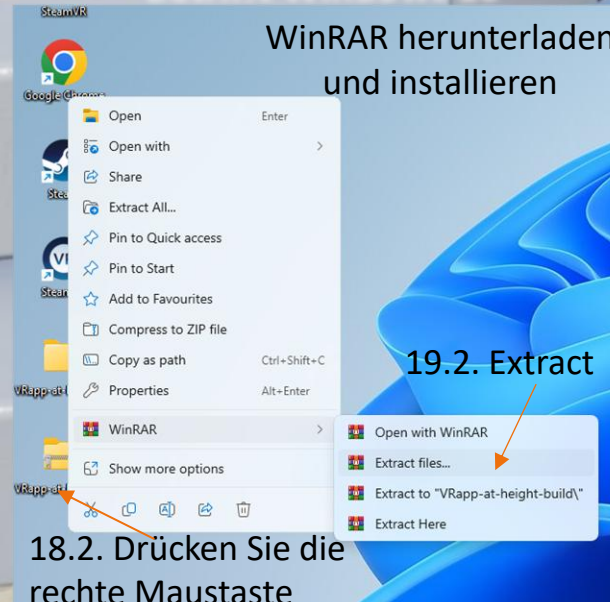 SteamVR
WinRAR herunterladen
und installieren
Google Chrome
Open Enter
Open with
Share
Extract All...
Pin to Quick access
Pin to Start
Add to Favourites
Compress to ZIP file
Copy as path Ctrl+Shift+C
Properties Alt+Enter
WinRAR
Show more options
19.2. Extract
Open with WinRAR
Extract files...
Extract to "VRapp-at-height-build\"
Extract Here
18.2. Drücken Sie die
rechte Maustaste